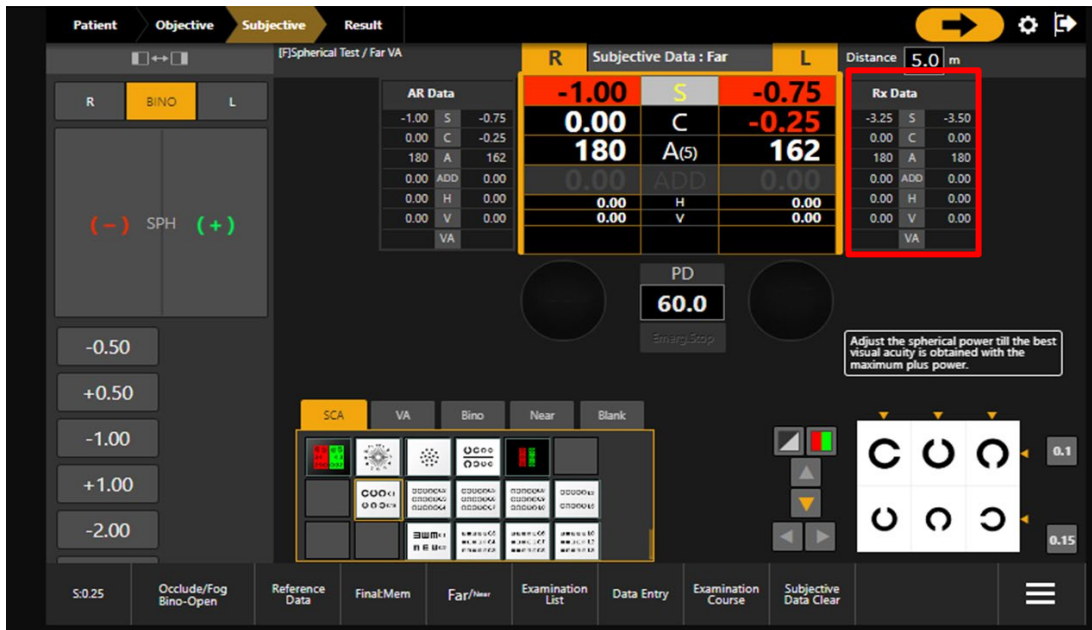 Patient Objective Subjective Result
[F]Spherical Test / Far VA
R Subjective Data : Far L
Distance 5.0 m
R BINO L
AR Data
-1.00 S -0.75
0.00 C -0.25
180 A 162
0.00 ADD 0.00
0.00 H 0.00
0.00 V 0.00
VA
-1.00 S -0.75
0.00 C -0.25
180 A(5) 162
0.00 ADD 0.00
0.00 H 0.00
0.00 V 0.00
Rx Data
-3.25 S -3.50
0.00 C 0.00
180 A 180
0.00 ADD 0.00
0.00 H 0.00
0.00 V 0.00
VA
(-) SPH (+)
PD
60.0
Emerg.Stop
Adjust the spherical power till the best
visual acuity is obtained with the
maximum plus power.
-0.50
+0.50
-1.00
+1.00
-2.00
SCA VA Bino Near Blank
0.1
0.15
S:0.25
Occlude/Fog
Bino-Open
Reference
Data
Final:Mem
Far/Near
Examination
List
Data Entry
Examination
Course
Subjective
Data Clear